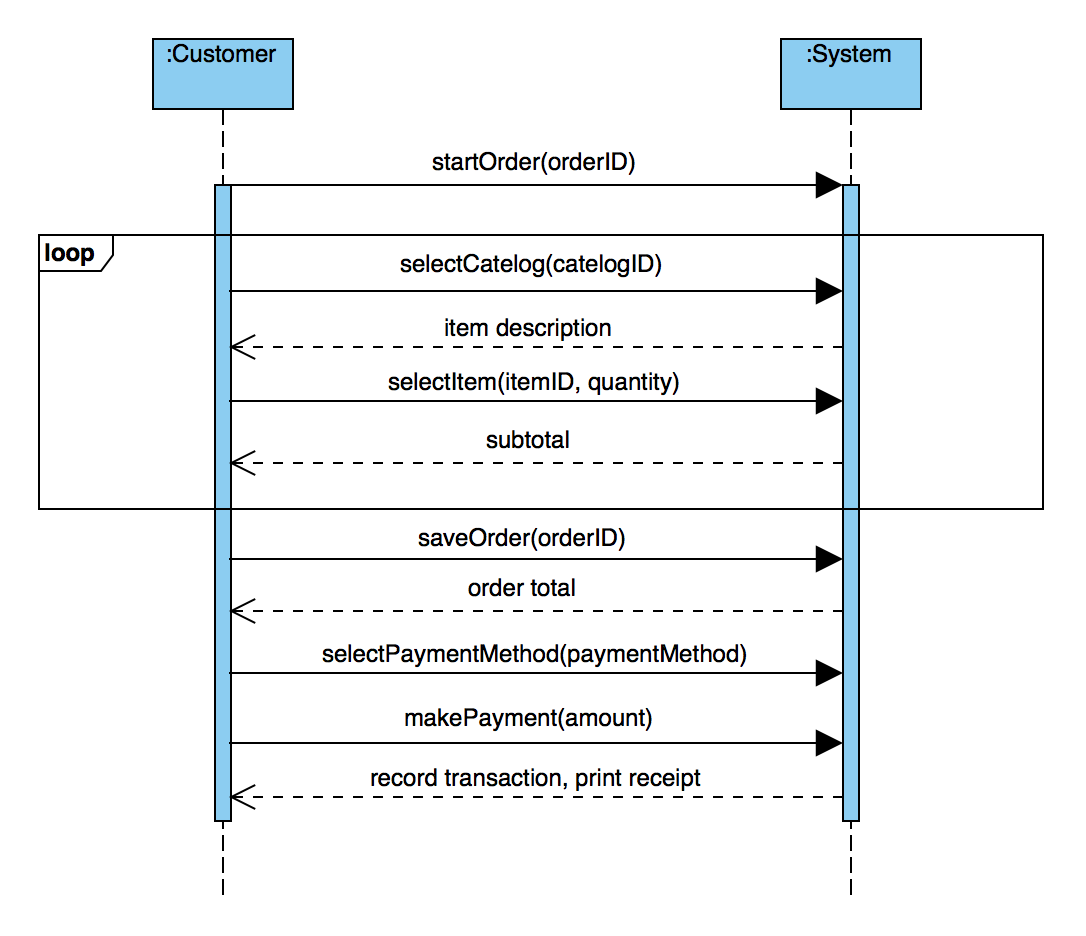 :Customer
:System
startOrder(orderID)
loop
selectCatelog(catelogID)
item description
selectItem(itemID, quantity)
subtotal
saveOrder(orderID)
order total
selectPaymentMethod(paymentMethod)
makePayment(amount)
record transaction, print receipt